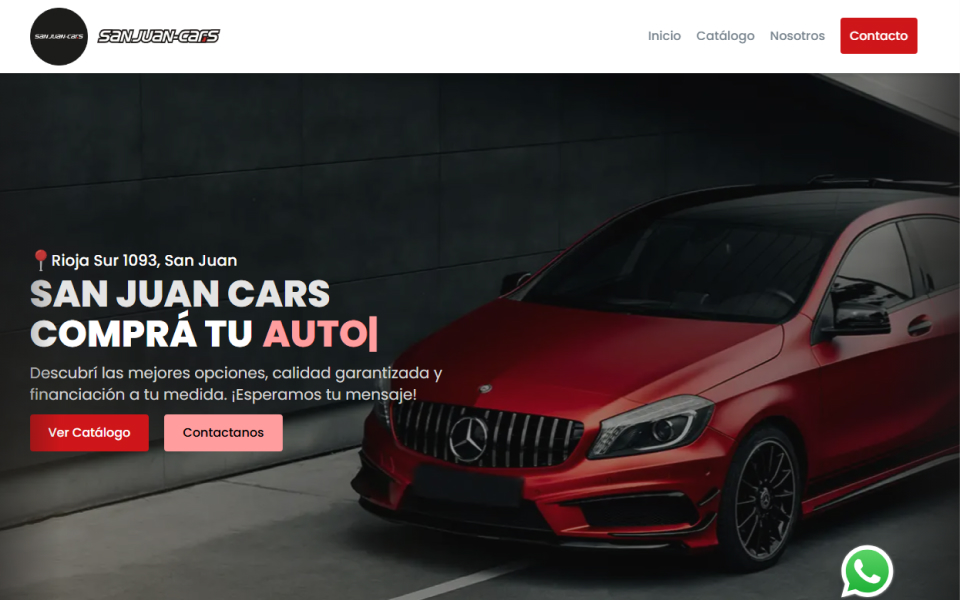 SANJUAN-CARS
SANJUAN-CARS
Inicio
Catálogo
Nosotros
Contacto
Rioja Sur 1093, San Juan
SAN JUAN CARS
COMPRÁ TU AUTO|
Descubrí las mejores opciones, calidad garantizada y
financiación a tu medida. ¡Esperamos tu mensaje!
Ver Catálogo
Contactanos